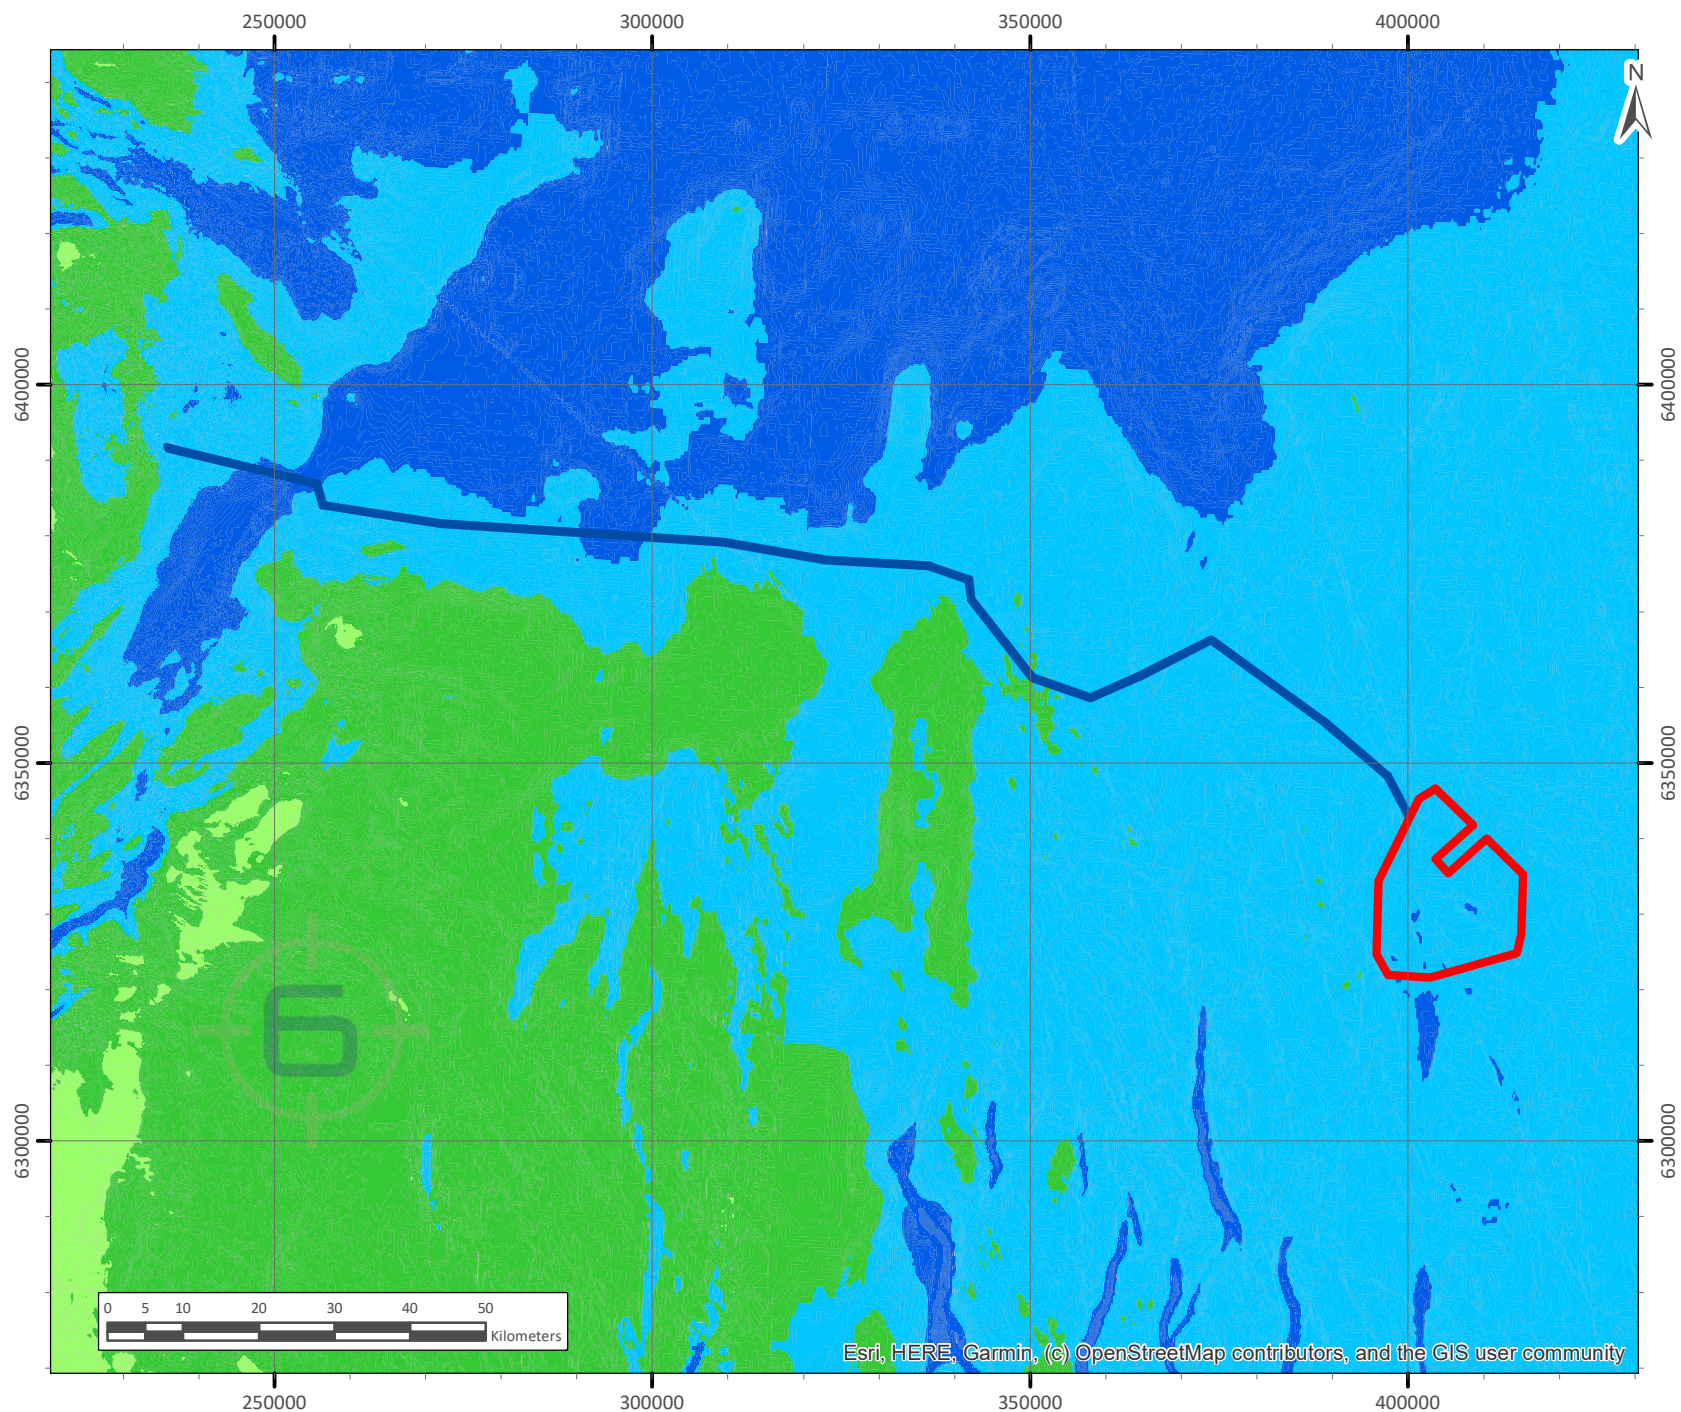 250000 300000 350000 400000
N
6400000 6400000
6350000 6350000
6
6300000 6300000
0 5 10 20 30 40 50
Kilometers
Esri, HERE, Garmin, (c) OpenStreetMap contributors, and the GIS user community
250000 300000 350000 400000